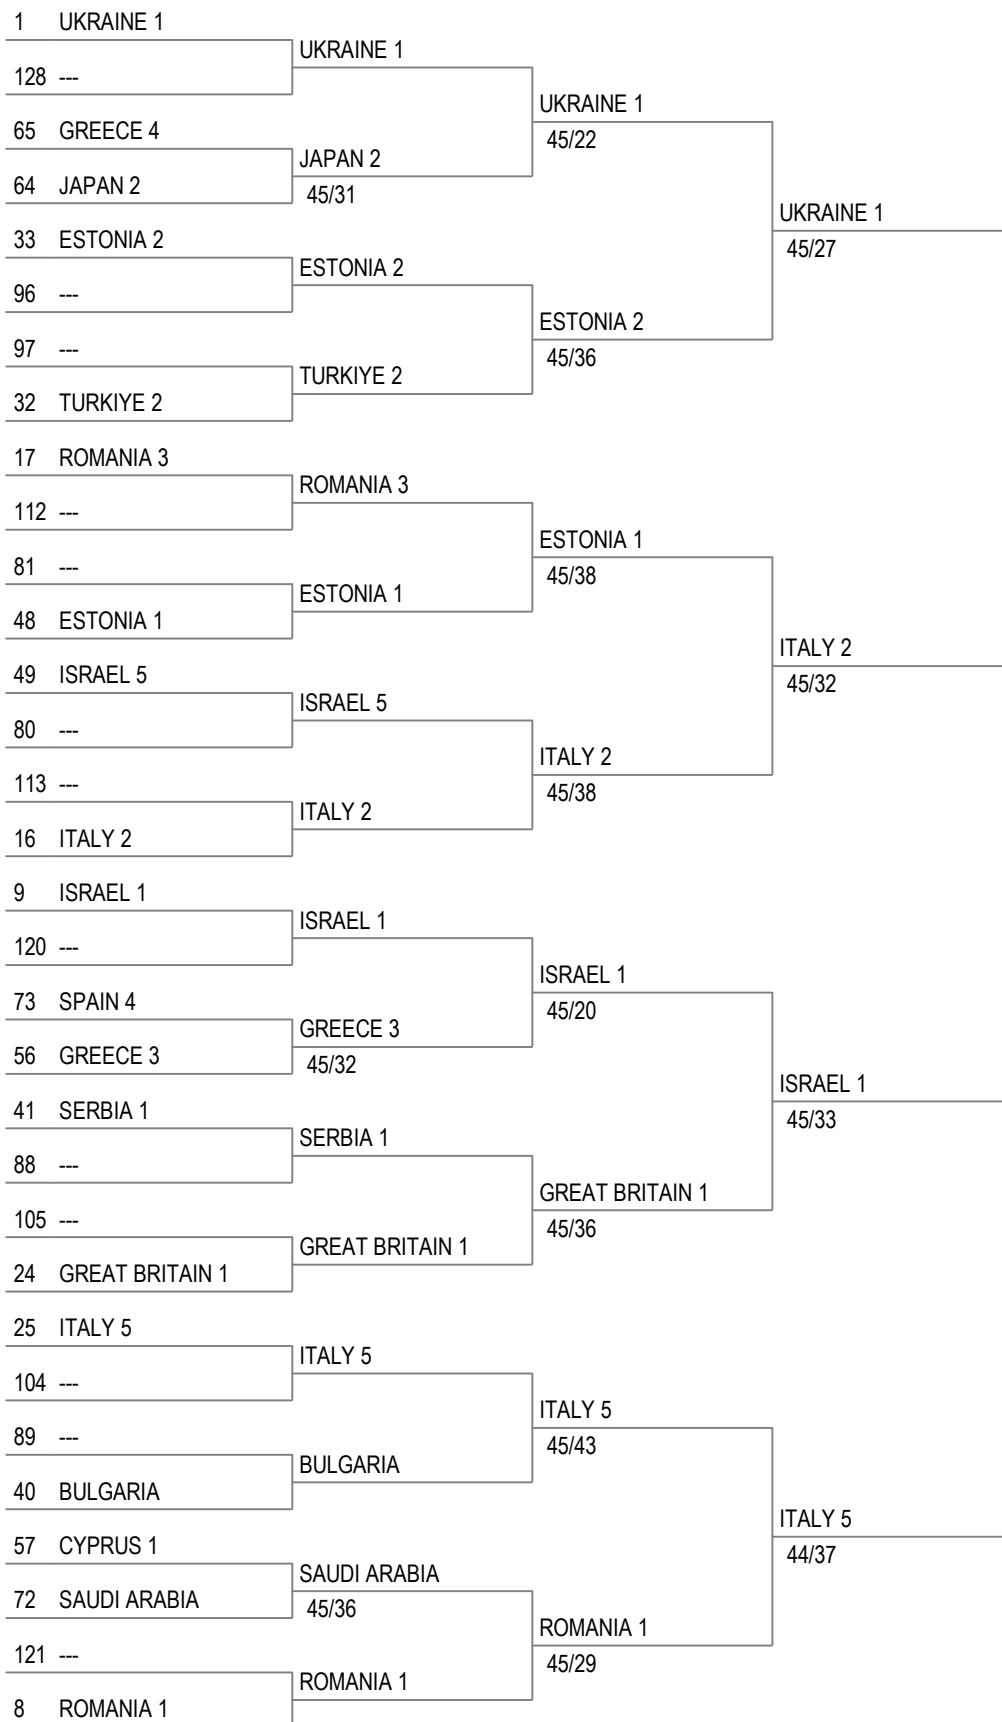 1 UKRAINE 1
UKRAINE 1
128 ---
UKRAINE 1
45/22
65 GREECE 4
JAPAN 2
45/31
64 JAPAN 2
UKRAINE 1
45/27
33 ESTONIA 2
ESTONIA 2
96 ---
ESTONIA 2
45/36
97 ---
TURKIYE 2
32 TURKIYE 2
17 ROMANIA 3
ROMANIA 3
112 ---
ESTONIA 1
45/38
81 ---
ESTONIA 1
48 ESTONIA 1
ITALY 2
45/32
49 ISRAEL 5
ISRAEL 5
80 ---
ITALY 2
45/38
113 ---
ITALY 2
16 ITALY 2
9 ISRAEL 1
ISRAEL 1
120 ---
ISRAEL 1
45/20
73 SPAIN 4
GREECE 3
45/32
56 GREECE 3
ISRAEL 1
45/33
41 SERBIA 1
SERBIA 1
88 ---
GREAT BRITAIN 1
45/36
105 ---
GREAT BRITAIN 1
24 GREAT BRITAIN 1
25 ITALY 5
ITALY 5
104 ---
ITALY 5
45/43
89 ---
BULGARIA
40 BULGARIA
ITALY 5
44/37
57 CYPRUS 1
SAUDI ARABIA
45/36
72 SAUDI ARABIA
ROMANIA 1
45/29
121 ---
ROMANIA 1
8 ROMANIA 1